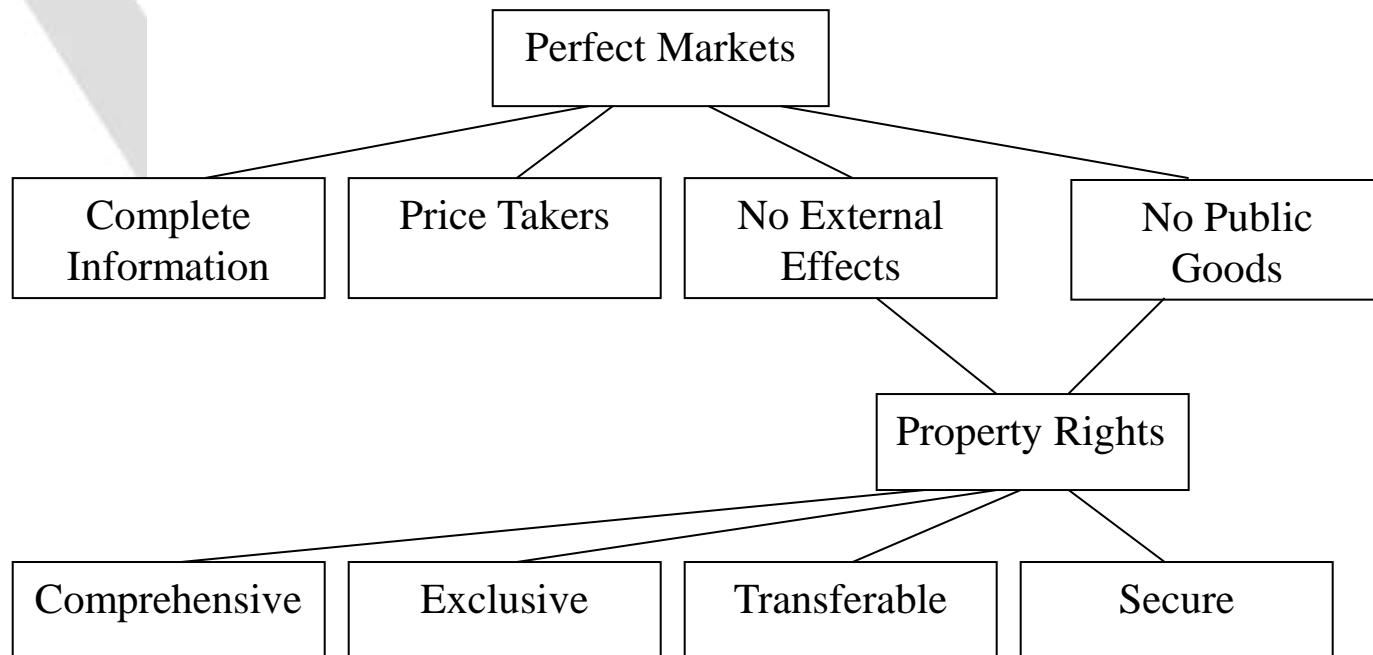 Perfect Markets
Complete
Information
Price Takers
No External
Effects
No Public
Goods
Property Rights
Comprehensive
Exclusive
Transferable
Secure